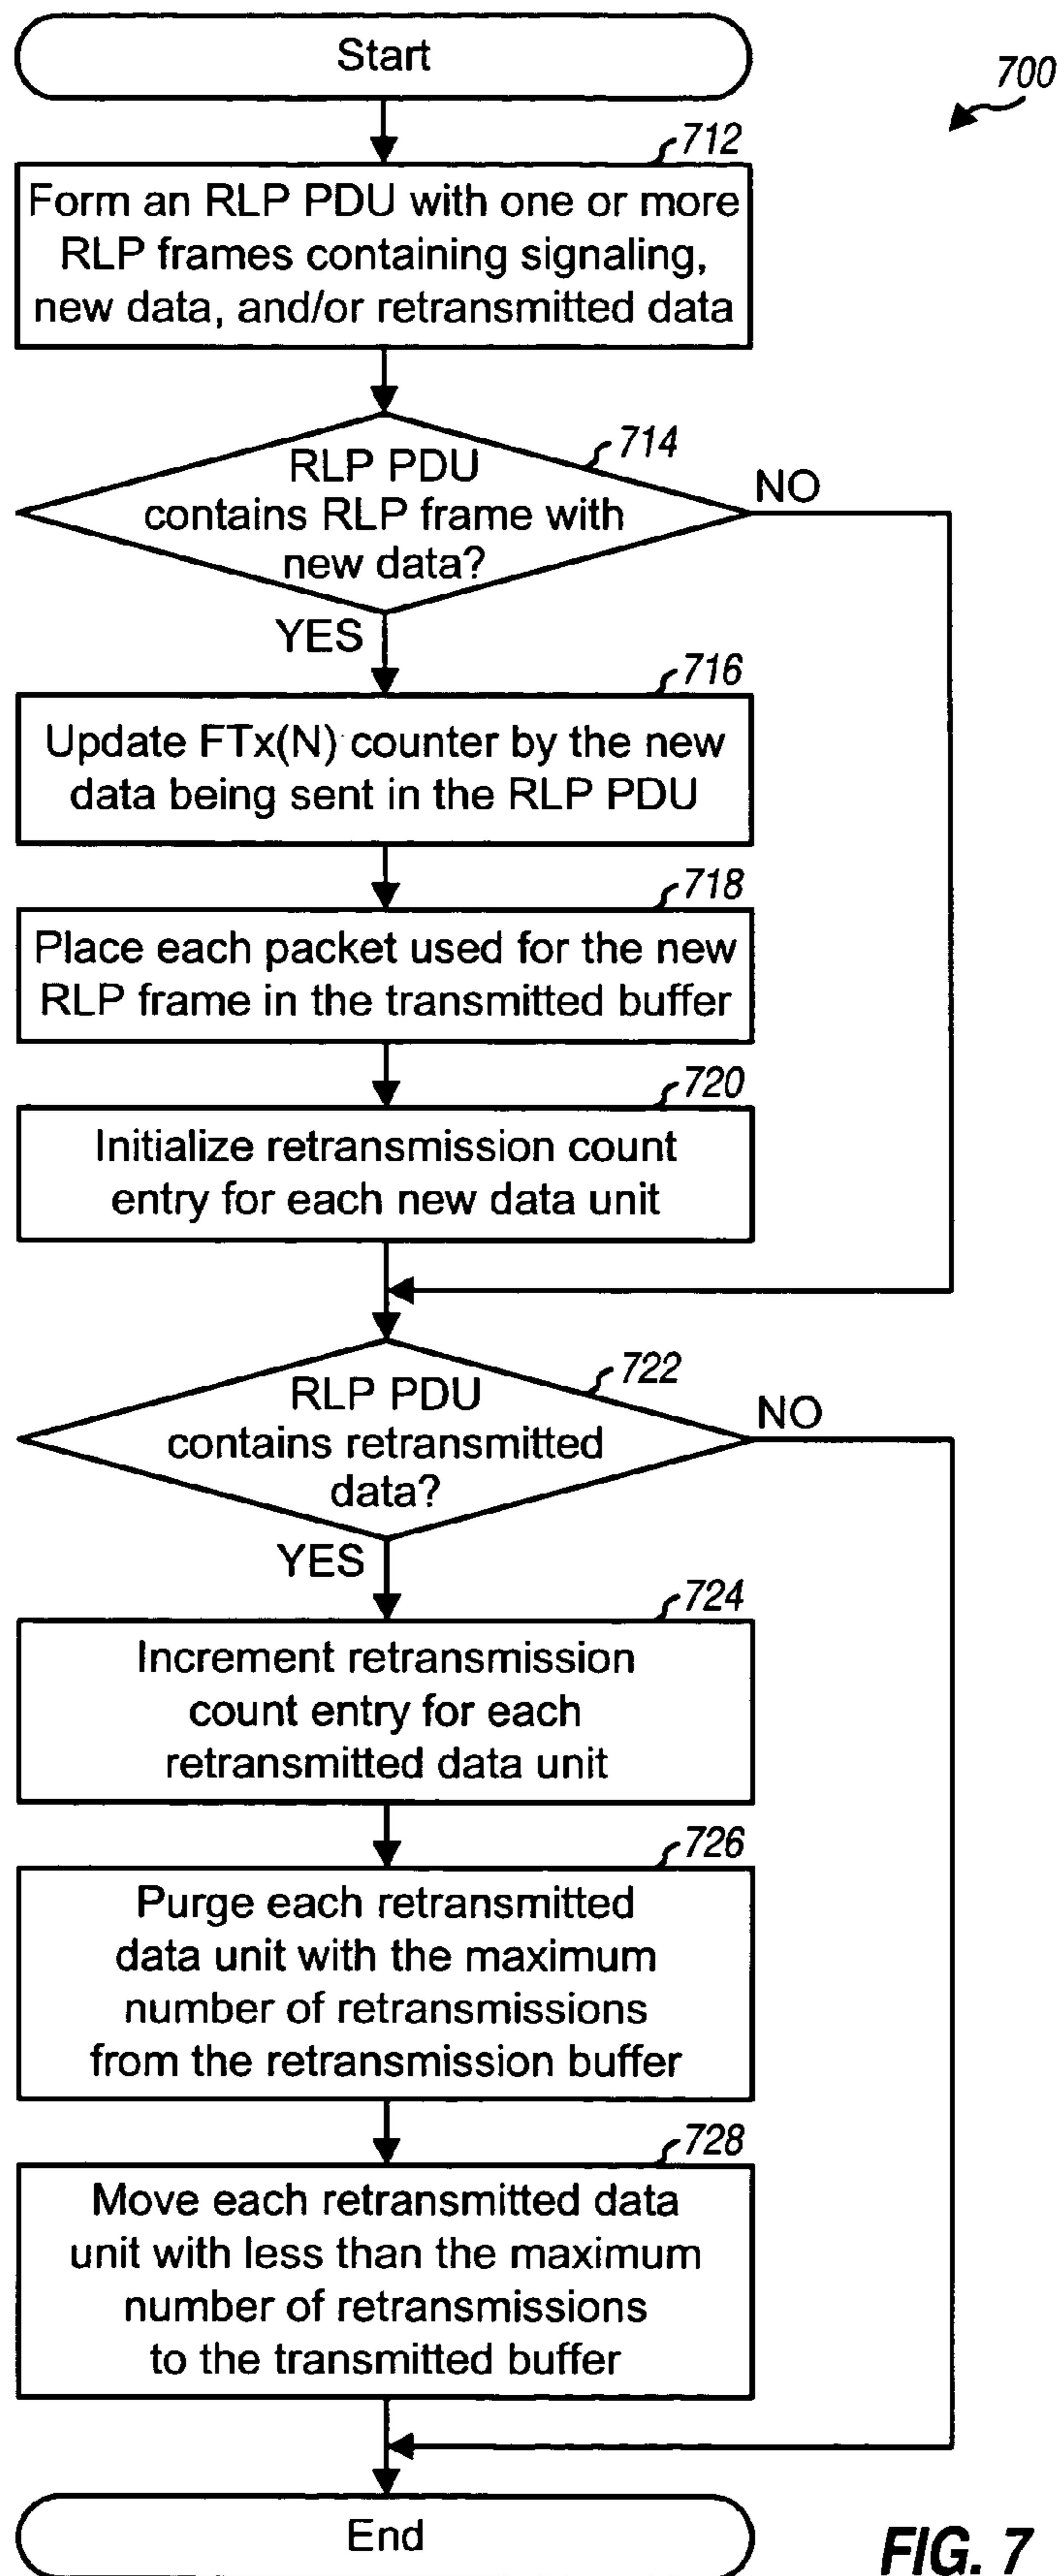 Start
700
712
Form an RLP PDU with one or more
RLP frames containing signaling,
new data, and/or retransmitted data
714
RLP PDU
contains RLP frame with
new data?
NO
YES
716
Update FTx(N) counter by the new
data being sent in the RLP PDU
718
Place each packet used for the new
RLP frame in the transmitted buffer
720
Initialize retransmission count
entry for each new data unit
722
RLP PDU
contains retransmitted
data?
NO
YES
724
Increment retransmission
count entry for each
retransmitted data unit
726
Purge each retransmitted
data unit with the maximum
number of retransmissions
from the retransmission buffer
728
Move each retransmitted data
unit with less than the maximum
number of retransmissions
to the transmitted buffer
End
FIG. 7